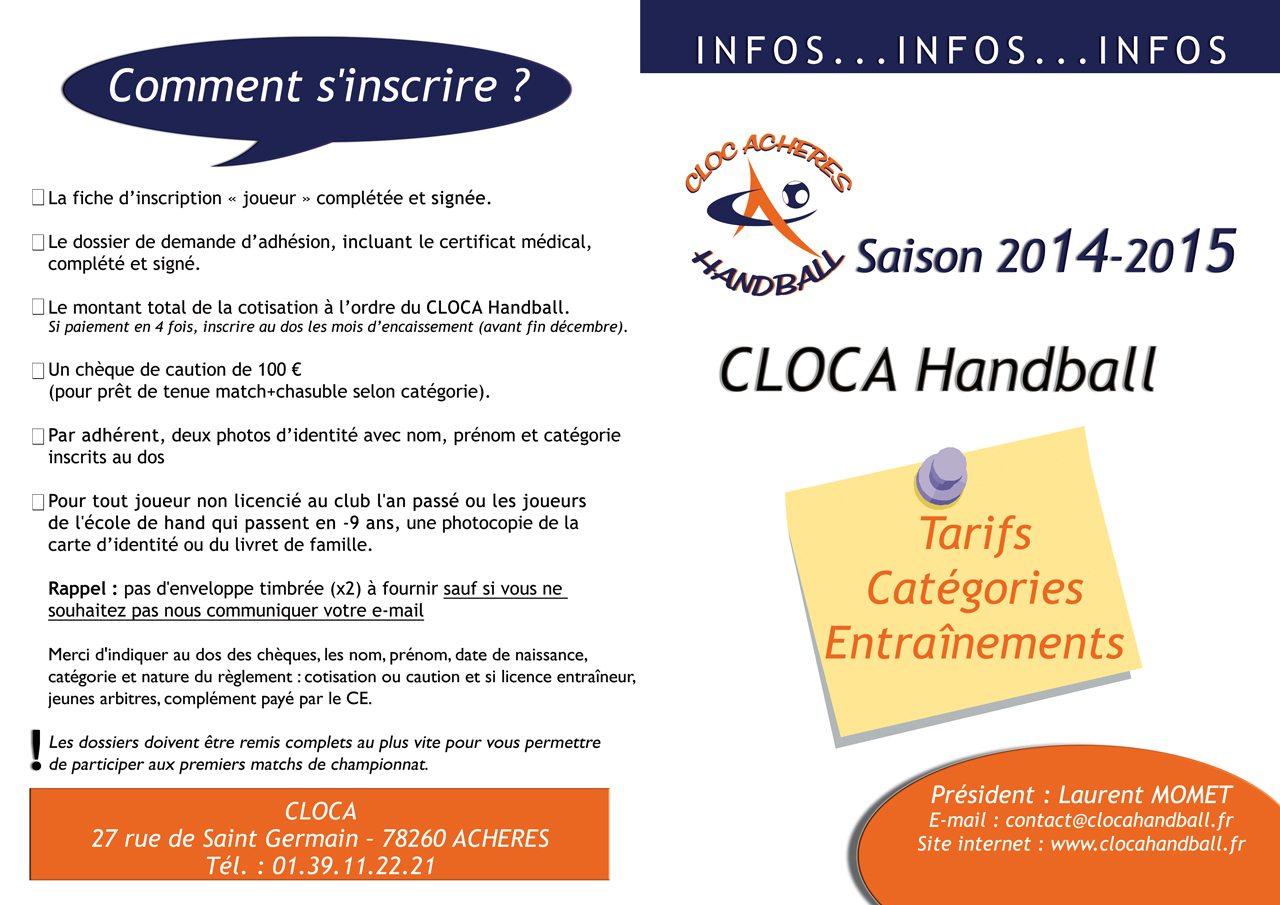 Comment s'inscrire ?
La fiche d’inscription « joueur » complétée et signée.
Le dossier de demande d’adhésion, incluant le certificat médical,
complété et signé.
Le montant total de la cotisation à l’ordre du CLOCA Handball.
Si paiement en 4 fois, inscrire au dos les mois d’encaissement (avant fin décembre).
Un chèque de caution de 100 €
(pour prêt de tenue match+chasuble selon catégorie).
Par adhérent, deux photos d’identité avec nom, prénom et catégorie
inscrits au dos
Pour tout joueur non licencié au club l'an passé ou les joueurs
de l'école de hand qui passent en -9 ans, une photocopie de la
carte d’identité ou du livret de famille.
Rappel : pas d'enveloppe timbrée (x2) à fournir sauf si vous ne
souhaitez pas nous communiquer votre e-mail
Merci d'indiquer au dos des chèques, les nom, prénom, date de naissance,
catégorie et nature du règlement : cotisation ou caution et si licence entraîneur,
jeunes arbitres, complément payé par le CE.
! Les dossiers doivent être remis complets au plus vite pour vous permettre
de participer aux premiers matchs de championnat.
CLOCA
27 rue de Saint Germain – 78260 ACHERES
Tél. : 01.39.11.22.21
INFOS...INFOS...INFOS
CLOC ACHERES
HANDBALL
Saison 2014-2015
CLOCA Handball
Tarifs
Catégories
Entraînements
Président : Laurent MOMET
E-mail : contact@clocahandball.fr
Site internet : www.clocahandball.fr